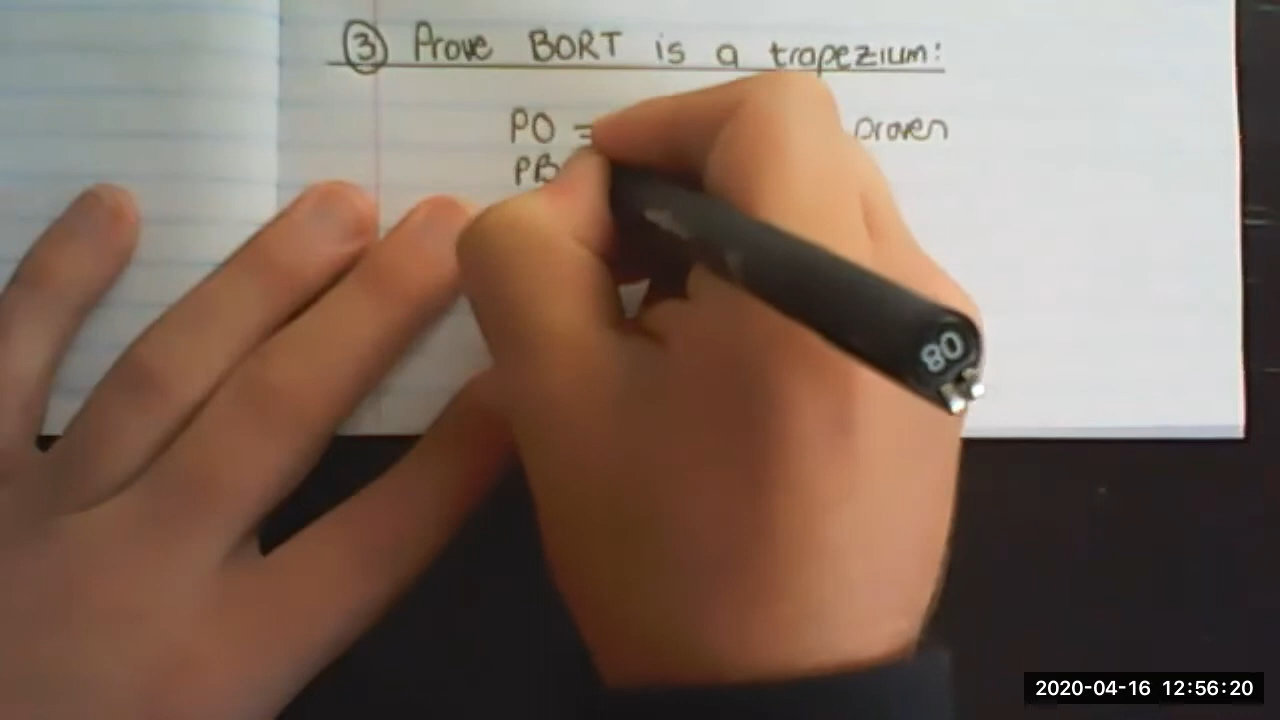 ③ Prove BORT is a trapezium:
PO = proven
PB
80
2020-04-16 12:56:20